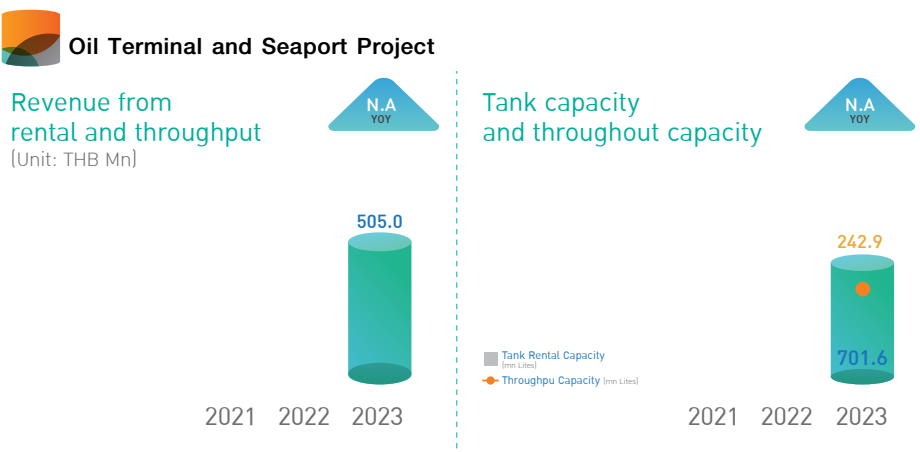 Oil Terminal and Seaport Project
Revenue from
rental and throughput
(Unit: THB Mn)
N.A
YOY
505.0
2021 2022 2023
Tank capacity
and throughout capacity
N.A
YOY
242.9
701.6
Tank Rental Capacity
(mn Lites)
Throughpu Capacity (mn Lites)
2021 2022 2023